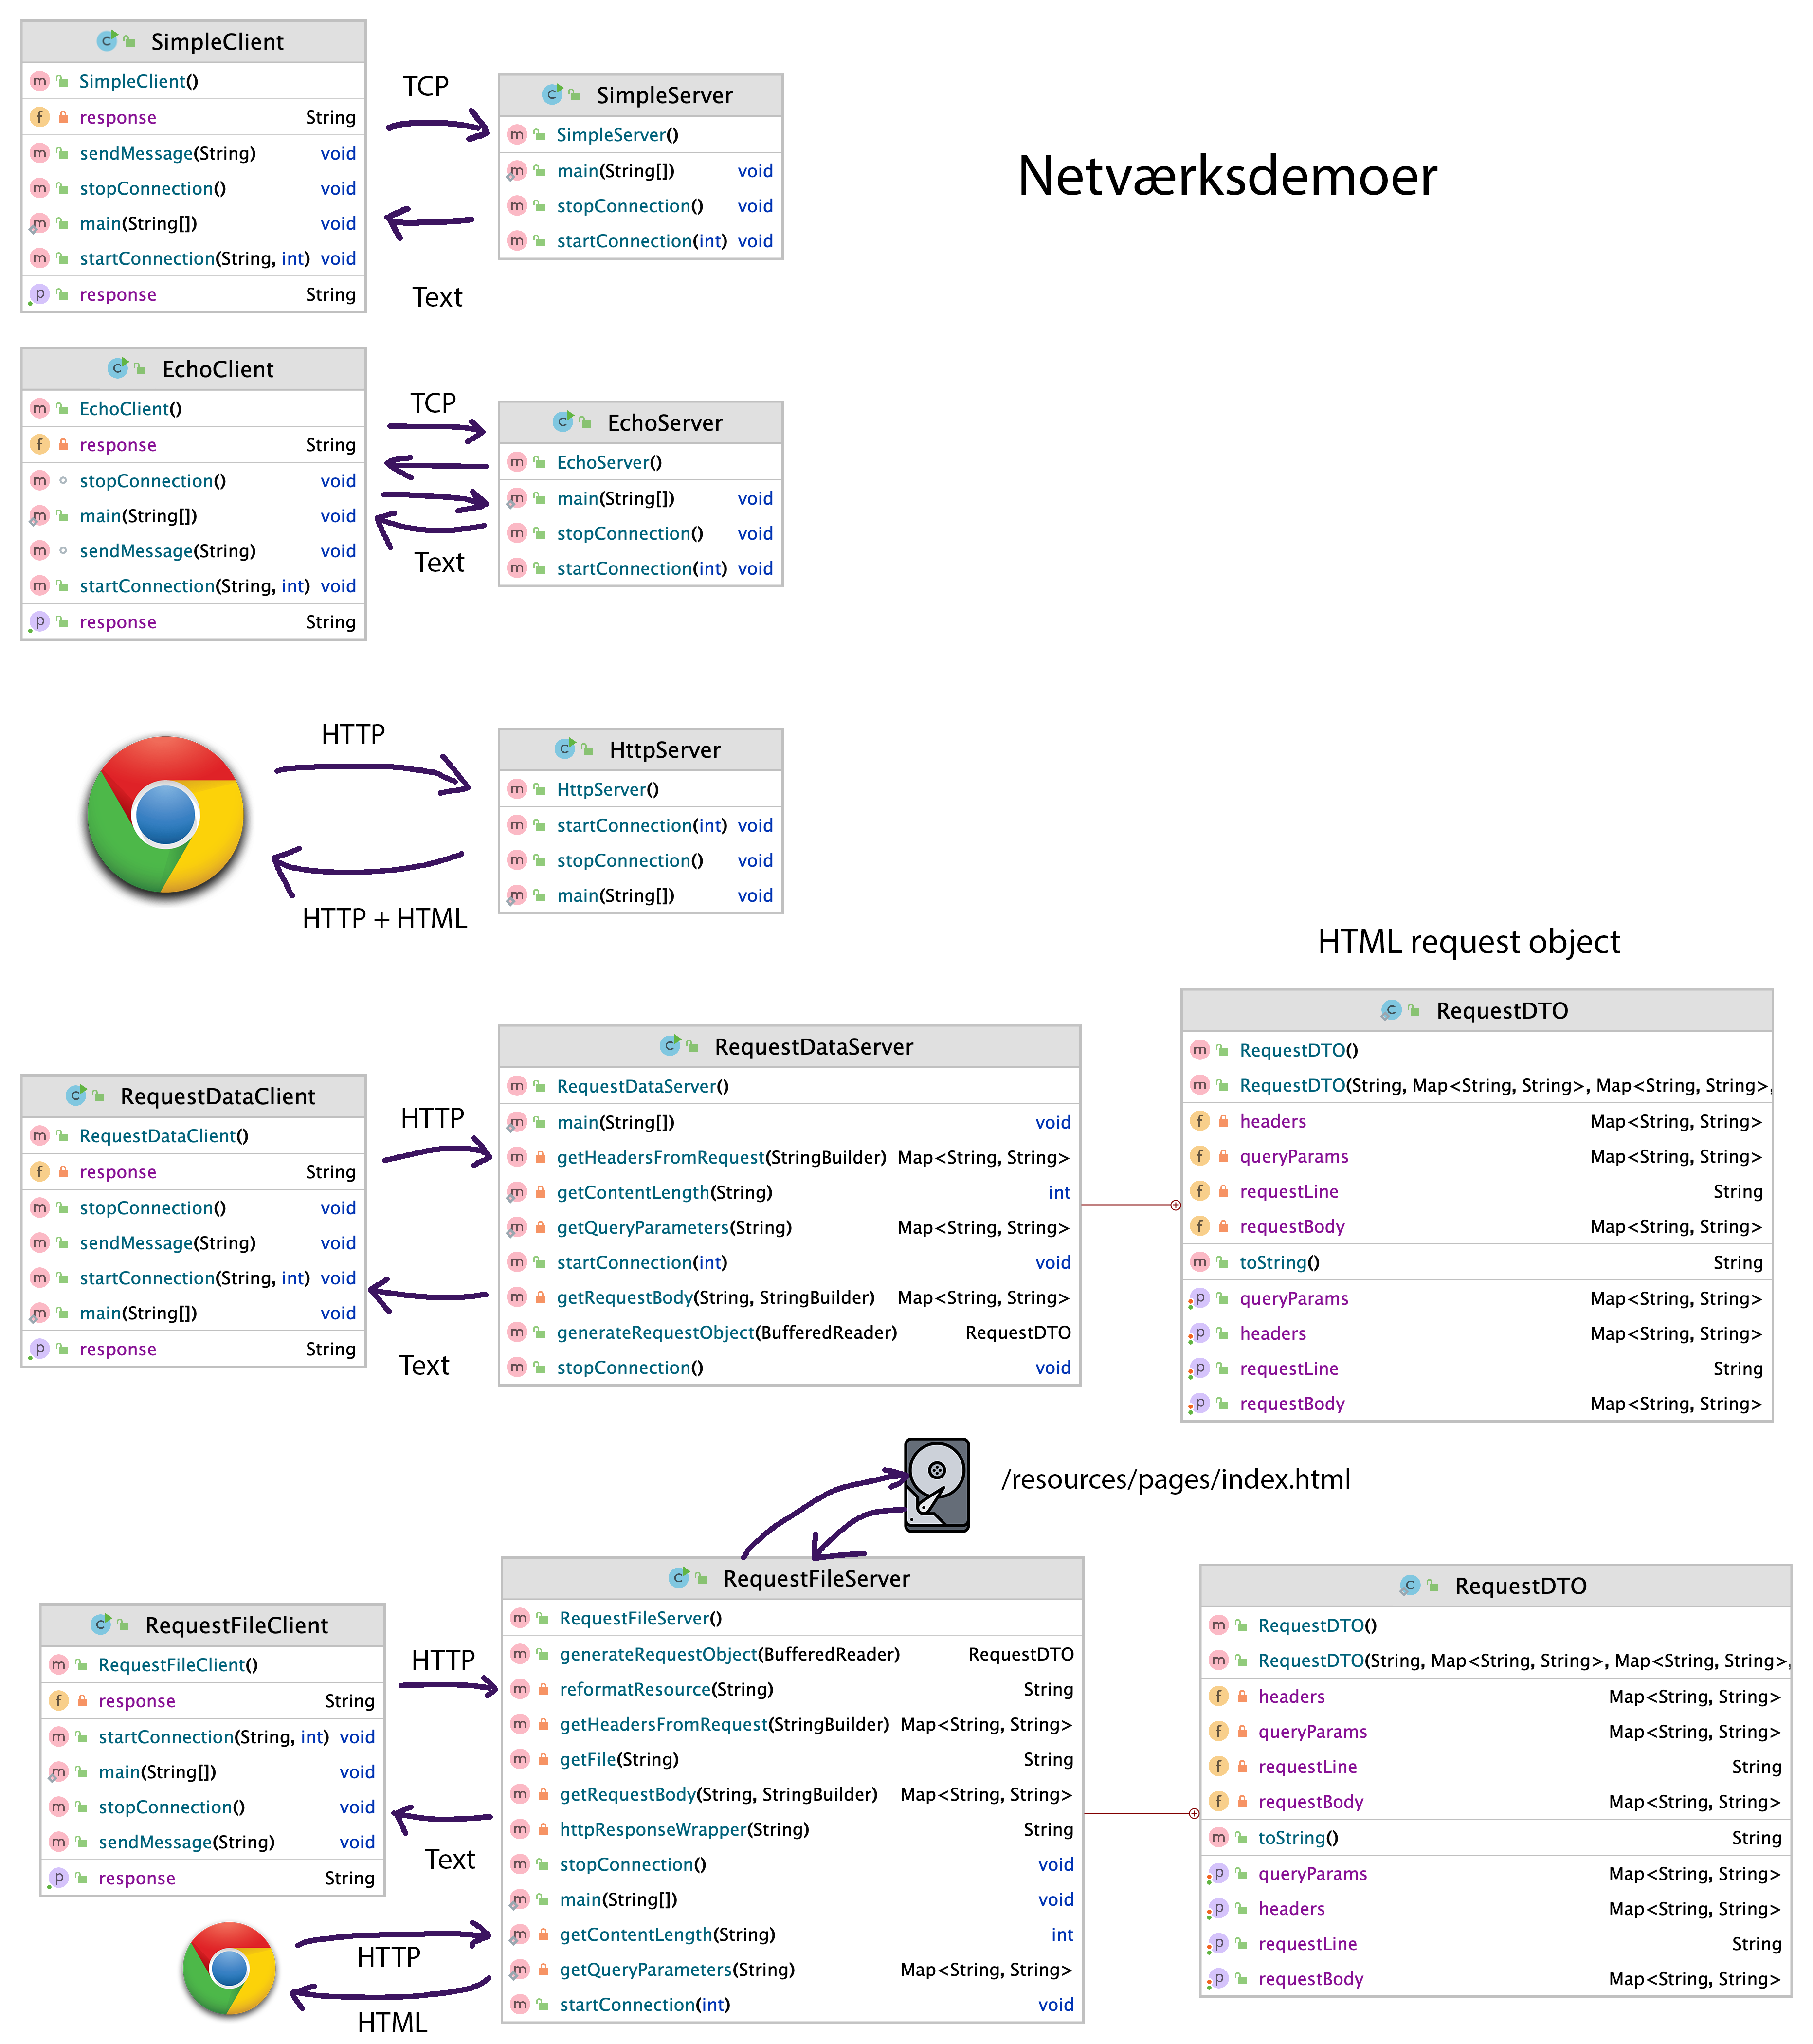 SimpleClient
SimpleClient()
response String
sendMessage(String) void
stopConnection() void
main(String[]) void
startConnection(String, int) void
response String
TCP
Text
SimpleServer
SimpleServer()
main(String[]) void
stopConnection() void
startConnection(int) void
Netværksdemoer
EchoClient
EchoClient()
response String
stopConnection() void
main(String[]) void
sendMessage(String) void
startConnection(String, int) void
response String
TCP
Text
EchoServer
EchoServer()
main(String[]) void
stopConnection() void
startConnection(int) void
HTTP
HTTP + HTML
HttpServer
HttpServer()
startConnection(int) void
stopConnection() void
main(String[]) void
RequestDataClient
RequestDataClient()
response String
stopConnection() void
sendMessage(String) void
startConnection(String, int) void
main(String[]) void
response String
HTTP
Text
RequestDataServer
RequestDataServer()
main(String[]) void
getHeadersFromRequest(StringBuilder) Map<String, String>
getContentLength(String) int
getQueryParameters(String) Map<String, String>
startConnection(int) void
getRequestBody(String, StringBuilder) Map<String, String>
generateRequestObject(BufferedReader) RequestDTO
stopConnection() void
HTML request object
RequestDTO
RequestDTO()
RequestDTO(String, Map<String, String>, Map<String, String>,
headers Map<String, String>
queryParams Map<String, String>
requestLine String
requestBody Map<String, String>
toString() String
queryParams Map<String, String>
headers Map<String, String>
requestLine String
requestBody Map<String, String>
/resources/pages/index.html
RequestFileClient
RequestFileClient()
response String
startConnection(String, int) void
main(String[]) void
stopConnection() void
sendMessage(String) void
response String
HTTP
Text
HTTP
HTML
RequestFileServer
RequestFileServer()
generateRequestObject(BufferedReader) RequestDTO
reformatResource(String) String
getHeadersFromRequest(StringBuilder) Map<String, String>
getFile(String) String
getRequestBody(String, StringBuilder) Map<String, String>
httpResponseWrapper(String) String
stopConnection() void
main(String[]) void
getContentLength(String) int
getQueryParameters(String) Map<String, String>
startConnection(int) void
RequestDTO
RequestDTO()
RequestDTO(String, Map<String, String>, Map<String, String>,
headers Map<String, String>
queryParams Map<String, String>
requestLine String
requestBody Map<String, String>
toString() String
queryParams Map<String, String>
headers Map<String, String>
requestLine String
requestBody Map<String, String>